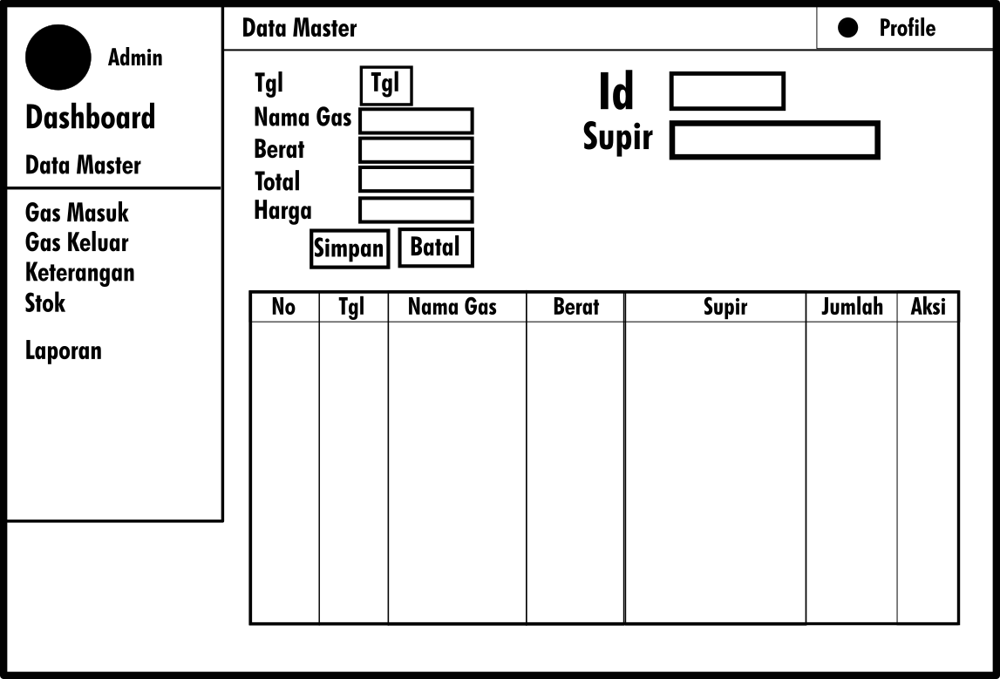 Admin
Dashboard
Data Master
Gas Masuk
Gas Keluar
Keterangan
Stok
Laporan
Data Master
Profile
Tgl Tgl
Nama Gas
Berat
Total
Harga
Simpan Batal
Id
Supir
No Tgl Nama Gas Berat Supir Jumlah Aksi